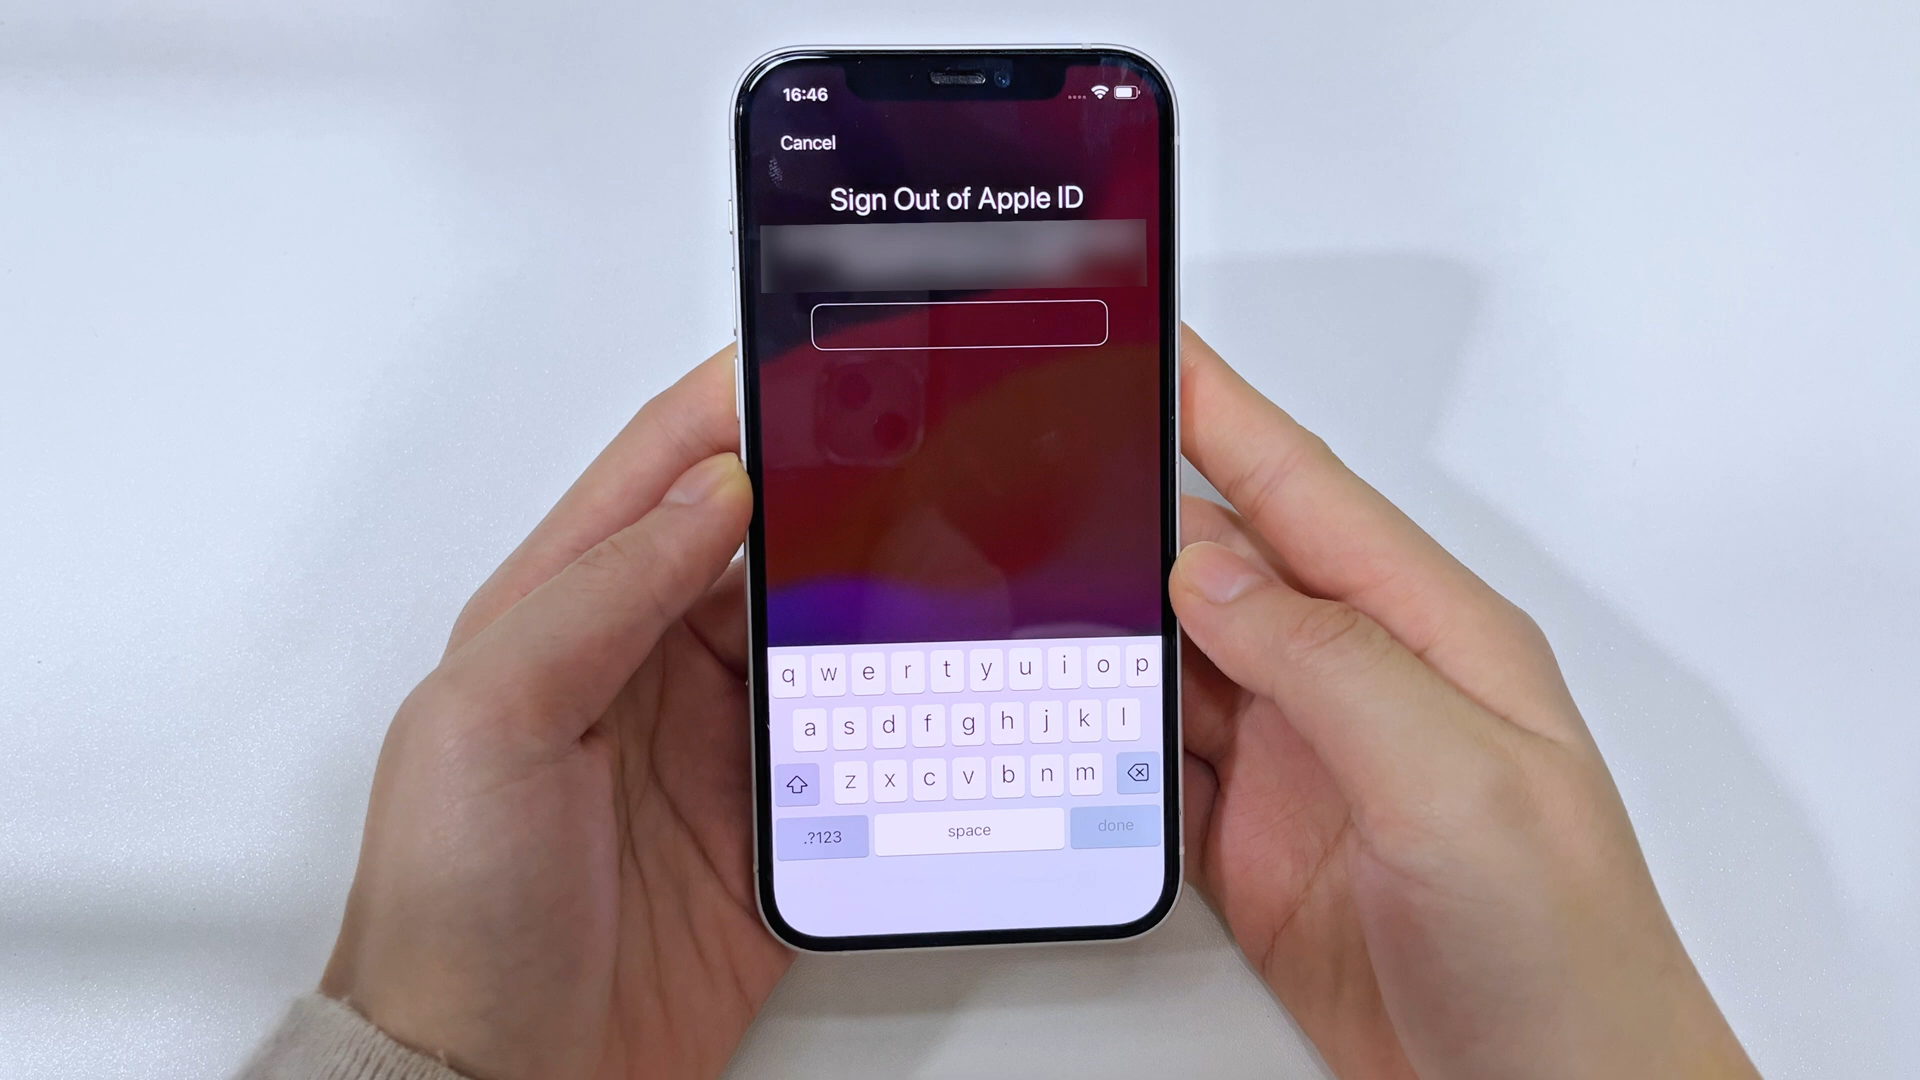 16:46
Cancel
Sign Out of Apple ID
q w e r t y u i o p
a s d f g h j k l
z x c v b n m
.?123 space done